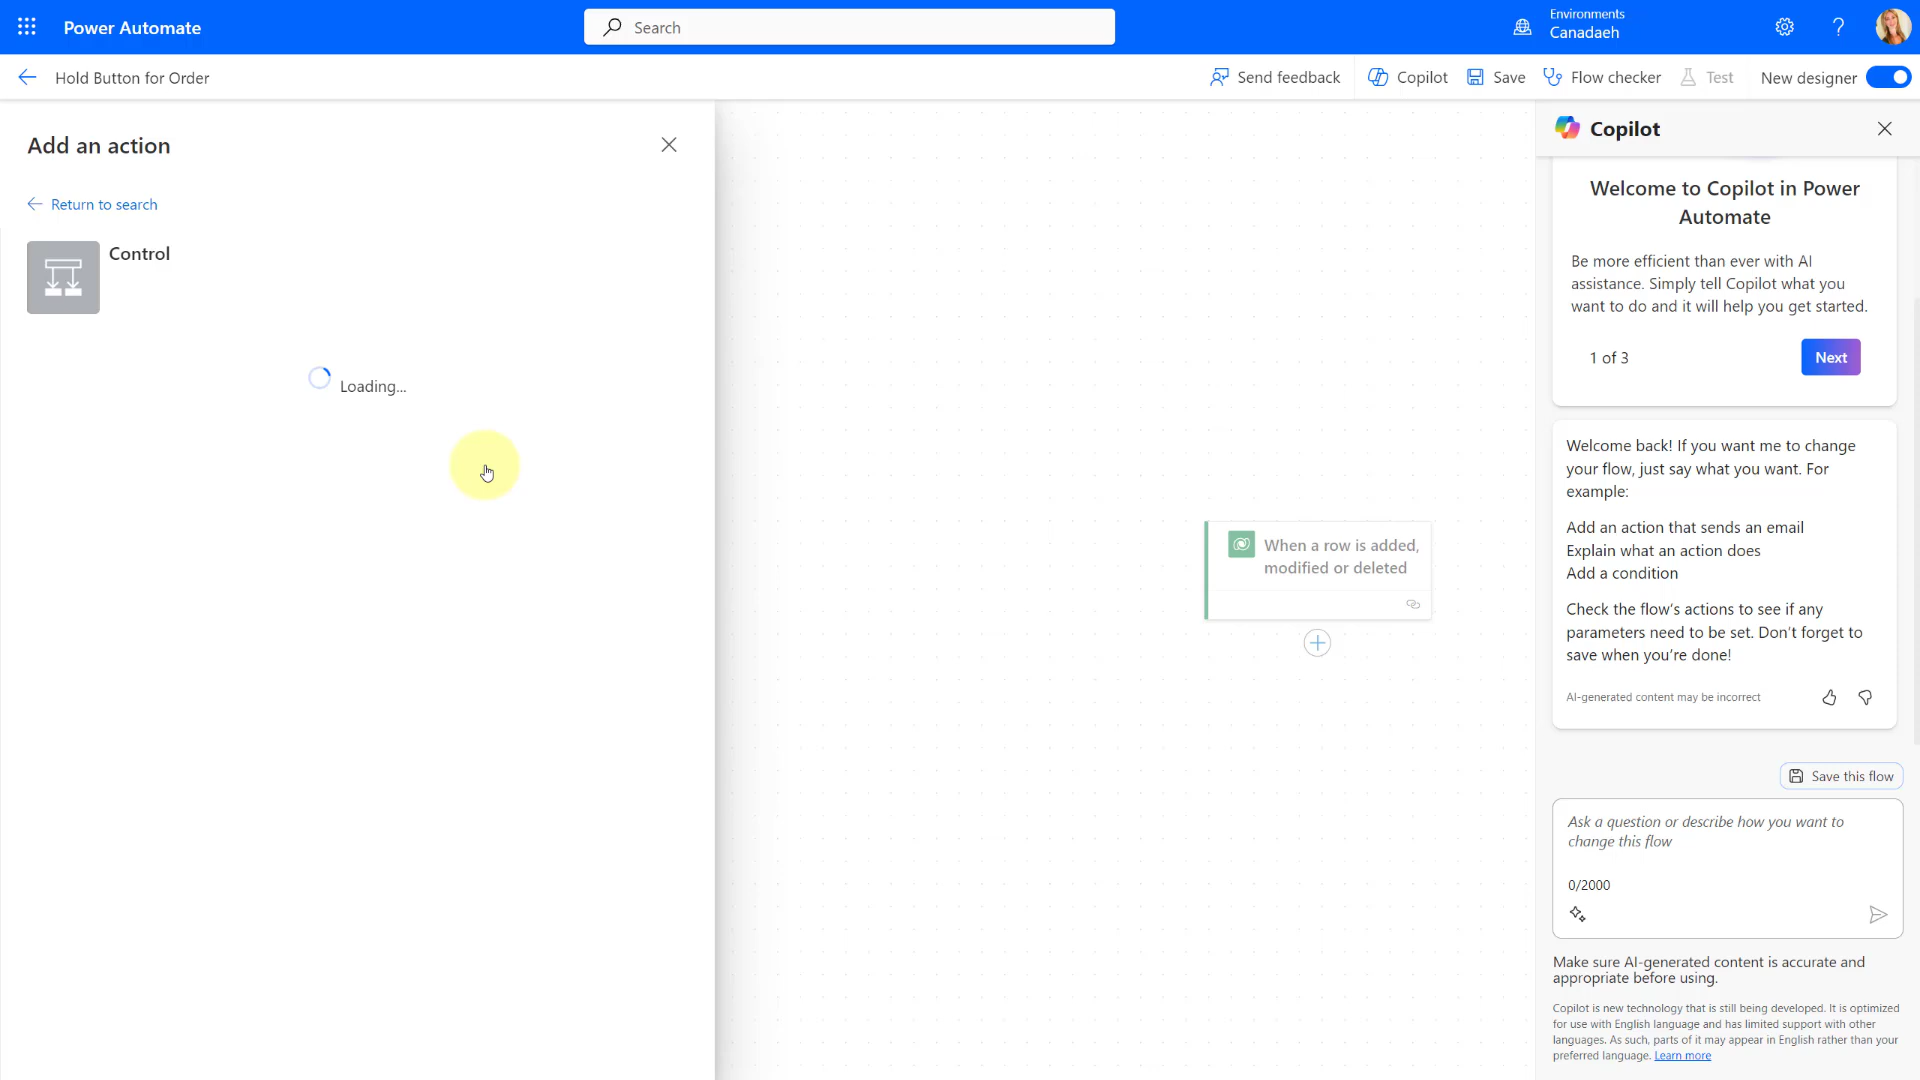 Power Automate
Search
Environments
Canadaeh
Hold Button for Order
Send feedback
Copilot
Save
Flow checker
Test
New designer
Add an action
Return to search
Control
Loading...
When a row is added,
modified or deleted
Copilot
Welcome to Copilot in Power
Automate
Be more efficient than ever with AI
assistance. Simply tell Copilot what you
want to do and it will help you get started.
1 of 3
Next
Welcome back! If you want me to change
your flow, just say what you want. For
example:
Add an action that sends an email
Explain what an action does
Add a condition
Check the flow's actions to see if any
parameters need to be set. Don't forget to
save when you're done!
AI-generated content may be incorrect
Save this flow
Ask a question or describe how you want to
change this flow
0/2000
Make sure AI-generated content is accurate and
appropriate before using.
Copilot is new technology that is still being developed. It is optimized
for use with English language and has limited support with other
languages. As such, parts of it may appear in English rather than your
preferred language. Learn more